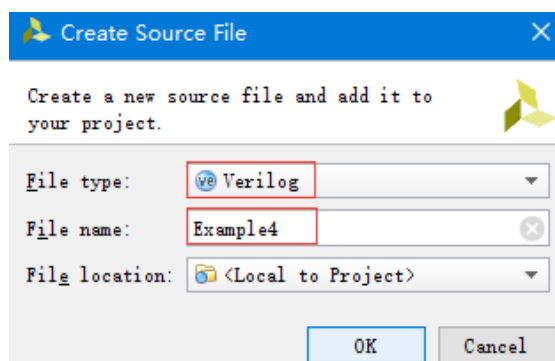 Create Source File
Create a new source file and add it to
your project.
File type: Verilog
File name: Example4
File location: <Local to Project>
OK Cancel